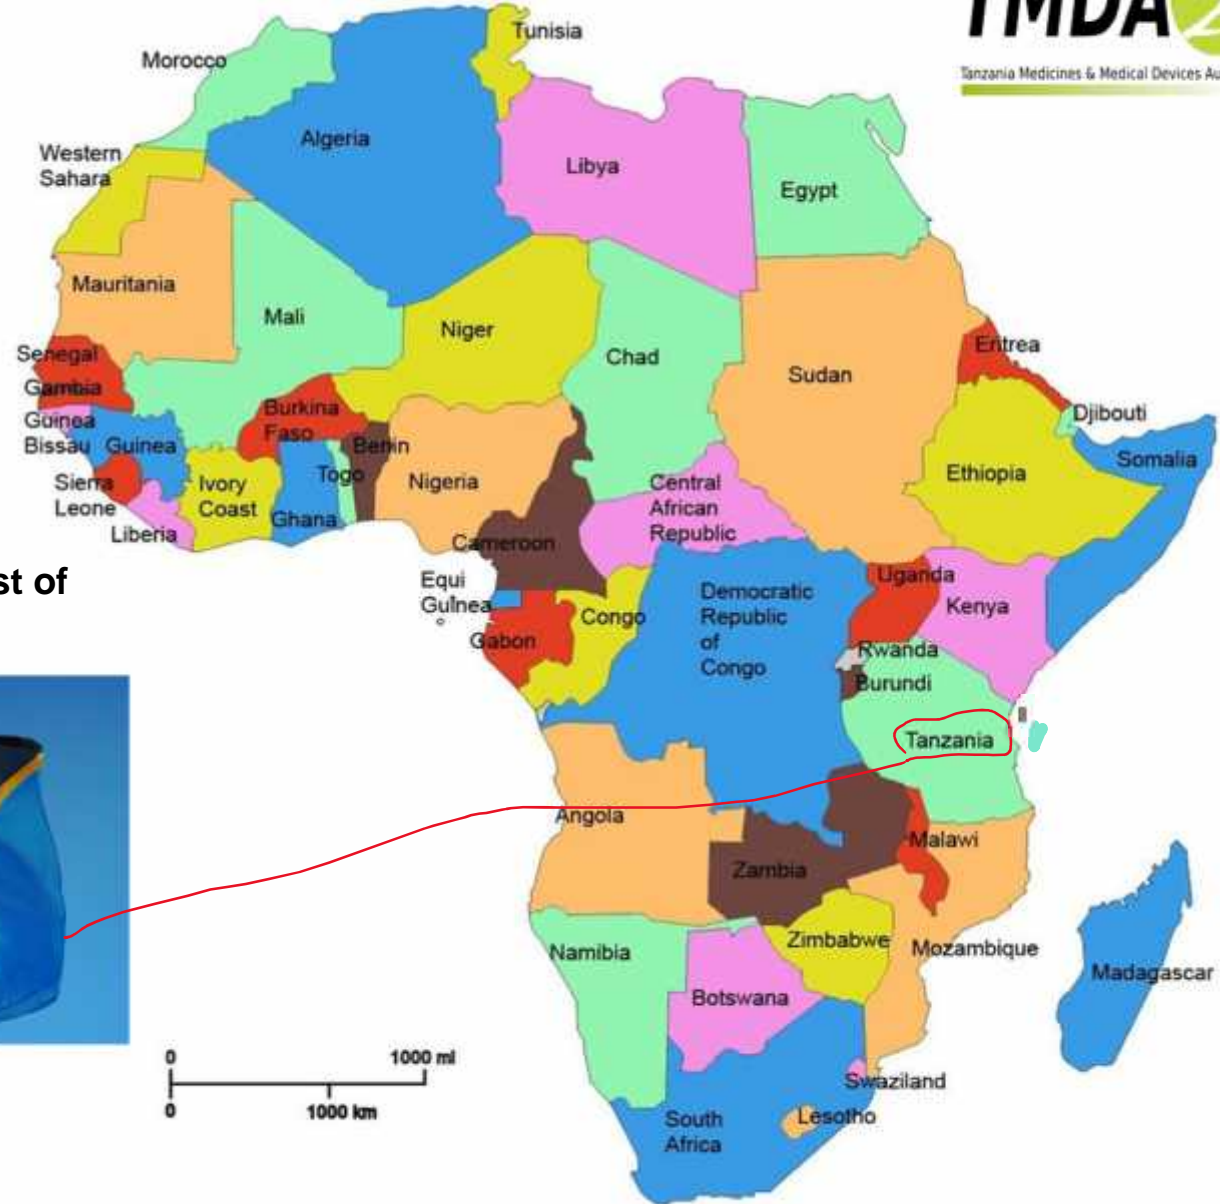 TMDA
Tanzania Medicines & Medical Devices Au
Tunisia
Morocco
Algeria
Libya
Egypt
Western
Sahara
Mauritania
Mali
Niger
Chad
Sudan
Eritrea
Senegal
Gambia
Guinea
Bissau
Guinea
Burkina
Faso
Benin
Togo
Nigeria
Djibouti
Somalia
Ethiopia
Sierra
Leone
Ivory
Coast
Ghana
Liberia
Central
African
Republic
Cameroon
st of
Equi
Guinea
Gabon
Congo
Democratic
Republic
of
Congo
Uganda
Kenya
Rwanda
Burundi
Tanzania
Angola
Zambia
Malawi
Namibia
Zimbabwe
Mozambique
Madagascar
Botswana
0
1000 ml
0
1000 km
Swaziland
Lesotho
South
Africa